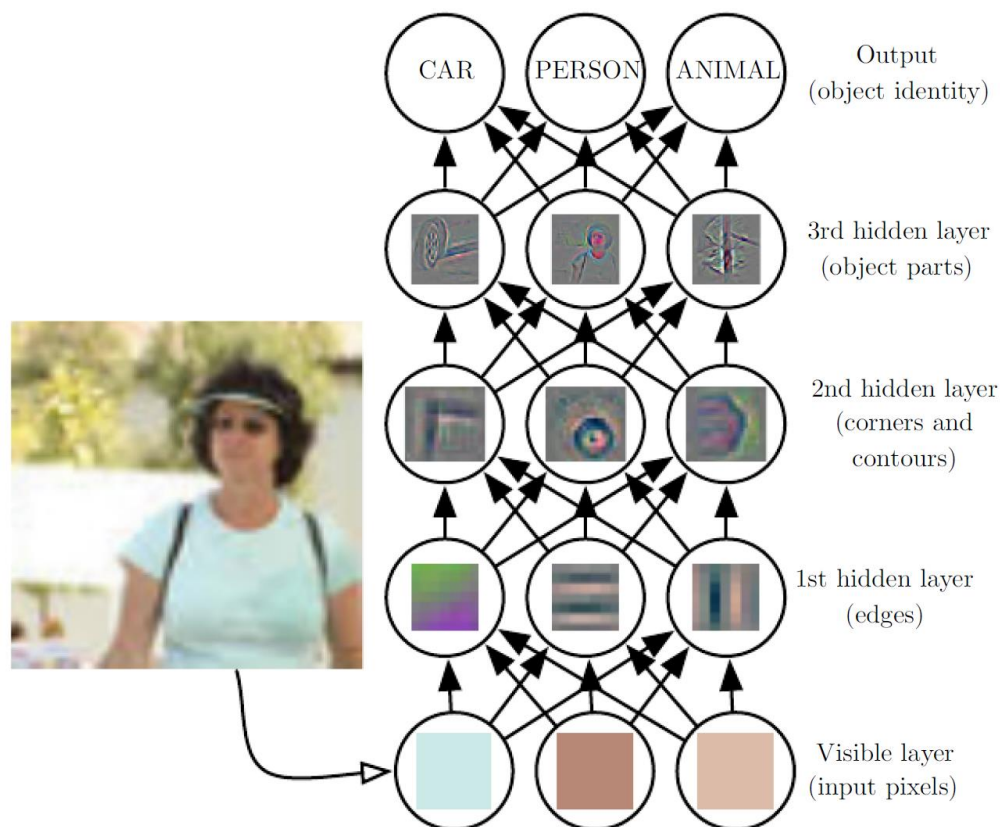 CAR
PERSON
ANIMAL
Output
(object identity)
3rd hidden layer
(object parts)
2nd hidden layer
(corners and
contours)
1st hidden layer
(edges)
Visible layer
(input pixels)